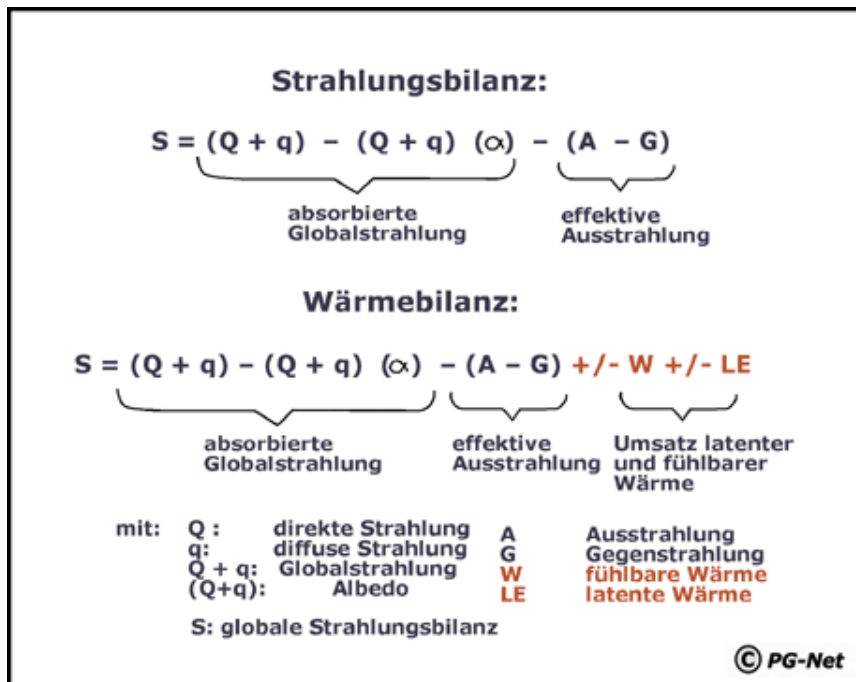 Strahlungsbilanz:
S = (Q + q) – (Q + q) (α) – (A – G)
absorbierte effektive
Globalstrahlung Ausstrahlung
Wärmebilanz:
S = (Q + q) – (Q + q) (α) – (A – G) +/- W +/- LE
absorbierte effektive Umsatz latenter
Globalstrahlung Ausstrahlung und fühlbarer
Wärme
mit: Q : direkte Strahlung A Ausstrahlung
q: diffuse Strahlung G Gegenstrahlung
Q + q: Globalstrahlung W fühlbare Wärme
(Q+q): Albedo LE latente Wärme
S: globale Strahlungsbilanz
© PG-Net